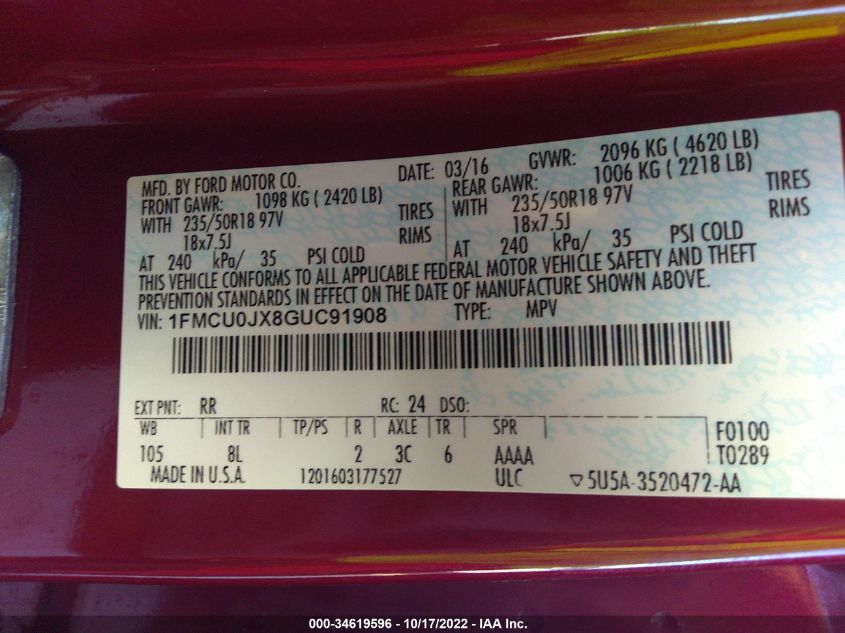 MFD. BY FORD MOTOR CO. DATE: 03/16 GVWR: 2096 KG ( 4620 LB)
FRONT GAWR: 1098 KG ( 2420 LB) REAR GAWR: 1006 KG ( 2218 LB)
WITH 235/50R18 97V TIRES WITH 235/50R18 97V TIRES
18x7.5J RIMS 18x7.5J RIMS
AT 240 kPa/ 35 PSI COLD AT 240 kPa/ 35 PSI COLD
THIS VEHICLE CONFORMS TO ALL APPLICABLE FEDERAL MOTOR VEHICLE SAFETY AND THEFT
PREVENTION STANDARDS IN EFFECT ON THE DATE OF MANUFACTURE SHOWN ABOVE.
VIN: 1FMCU0JX8GUC91908 TYPE: MPV
EXT PNT: RR RC: 24 DSO:
WB INT TR TP/PS R AXLE TR SPR F0100
105 8L 2 3C 6 AAAA T0289
MADE IN U.S.A. 1201603177527 ULC ▽5U5A-3520472-AA
000-34619596 - 10/17/2022 - IAA Inc.